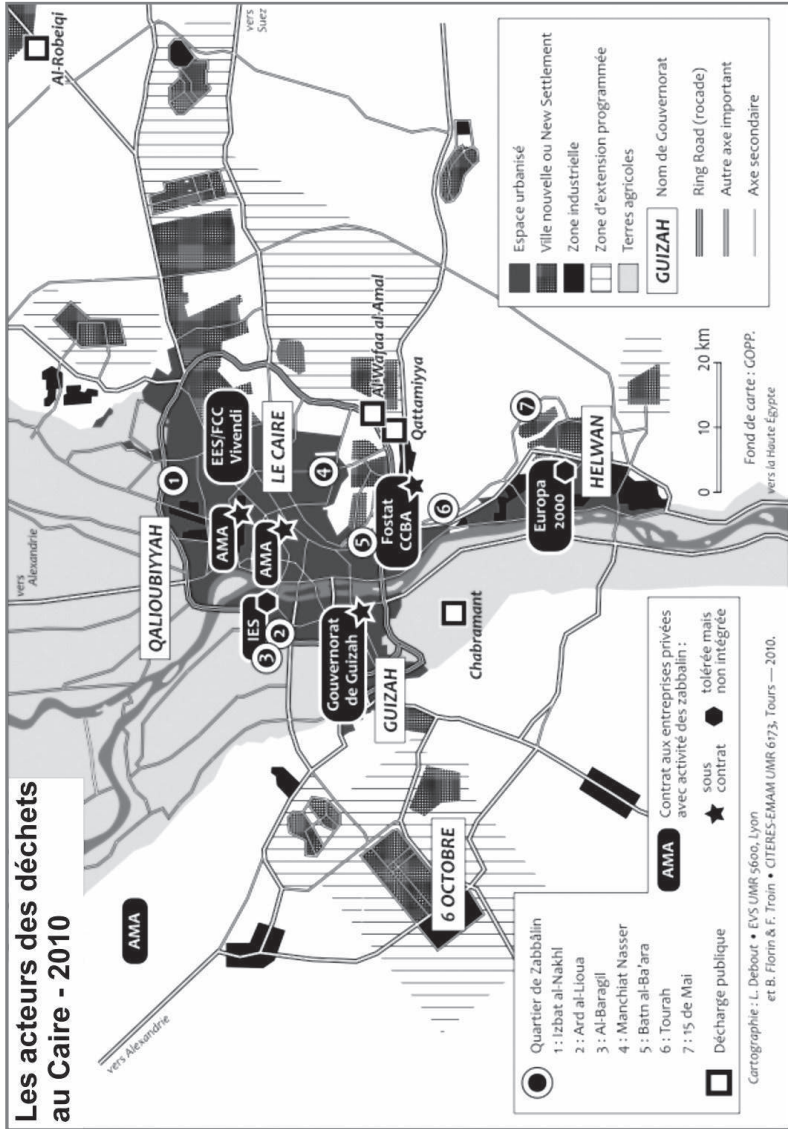 Les acteurs des déchets
au Caire - 2010
vers Alexandrie
AMA
vers
Alexandrie
QALIOUBIYYAH
1
Al-Robeiqi
vers
Suez
EES/FCC
Vivendi
AMA
AMA
LE CAIRE
IES
3
2
4
5
Gouvernorat
de Guizah
GUIZAH
Fostat
CCBA
Al-Wafaa al-Amal
Qattamiyya
6
6 OCTOBRE
Chabramant
Europa
2000
7
HELWAN
0 10 20 km
Fond de carte : GOPP.
vers la Haute Égypte
Quartier de Zabbâlin
1 : Izbat al-Nakhl
2 : Ard al-Lioua
3 : Al-Baragil
4 : Manchiat Nasser
5 : Batn al-Ba'ara
6 : Tourah
7 : 15 de Mai
Décharge publique
AMA
Contrat aux entreprises privées
avec activité des zabbalin :
sous
contrat
tolérée mais
non intégrée
Espace urbanisé
Ville nouvelle ou New Settlement
Zone industrielle
Zone d'extension programmée
Terres agricoles
GUIZAH Nom de Gouvernorat
Ring Road (rocade)
Autre axe important
Axe secondaire
Cartographie : L. Debout • EVS UMR 5600, Lyon
et B. Florin & F. Troin • CITERES-EMAM UMR 6173, Tours — 2010.